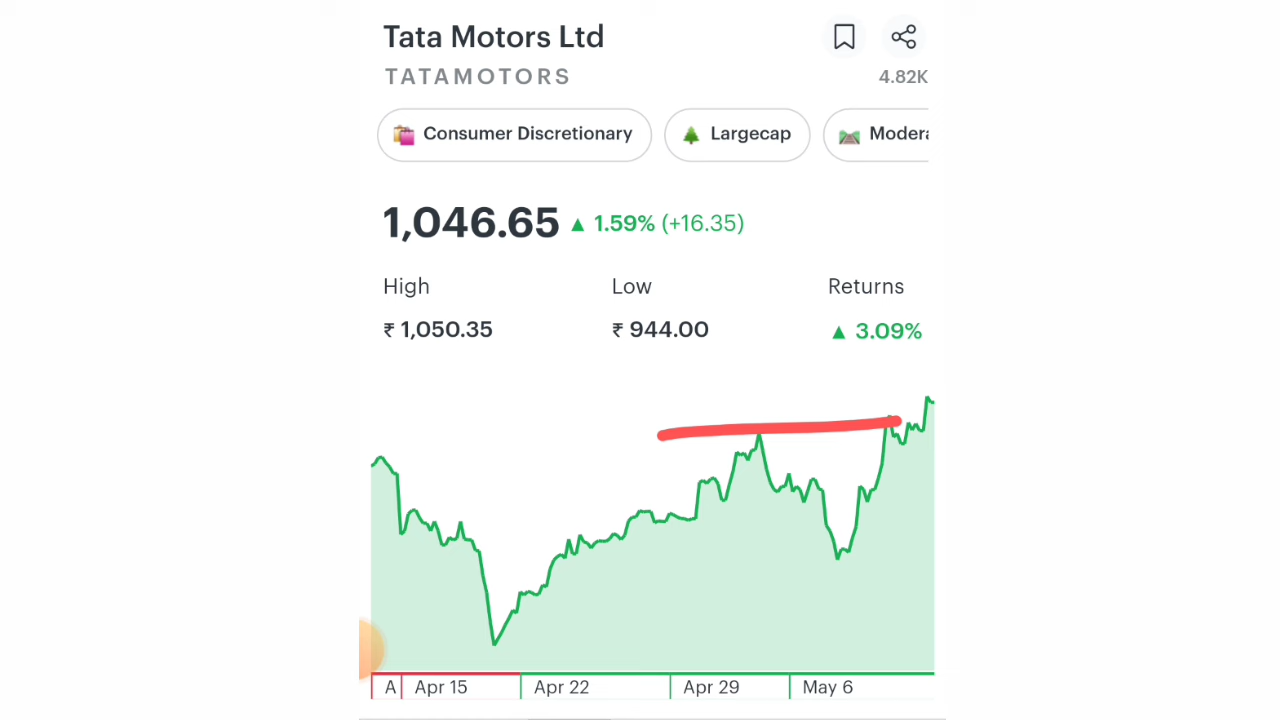 Tata Motors Ltd
TATAMOTORS
4.82K
Consumer Discretionary
Largecap
Modera
1,046.65 ▲ 1.59% (+16.35)
High Low Returns
₹ 1,050.35 ₹ 944.00 ▲ 3.09%
A Apr 15 Apr 22 Apr 29 May 6